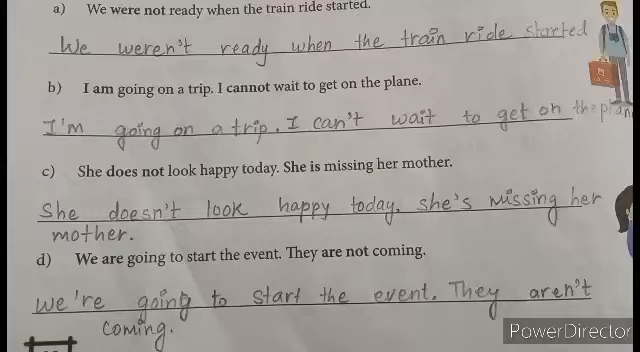 a) We were not ready when the train ride started.
We weren't ready when the train ride started
b) I am going on a trip. I cannot wait to get on the plane.
I'm going on a trip. I can't wait to get on the plan
c) She does not look happy today. She is missing her mother.
She doesn't look happy today. she's missing her
mother.
d) We are going to start the event. They are not coming.
we're going to start the event. They aren't
coming.
PowerDirector